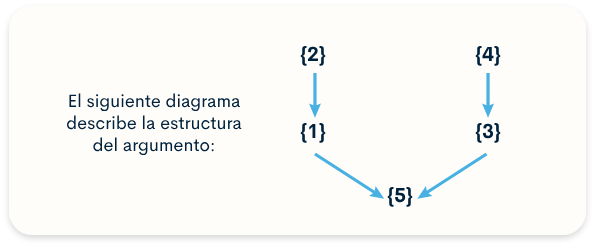 El siguiente diagrama
describe la estructura
del argumento:
{2} {4}
{1} {3}
{5}